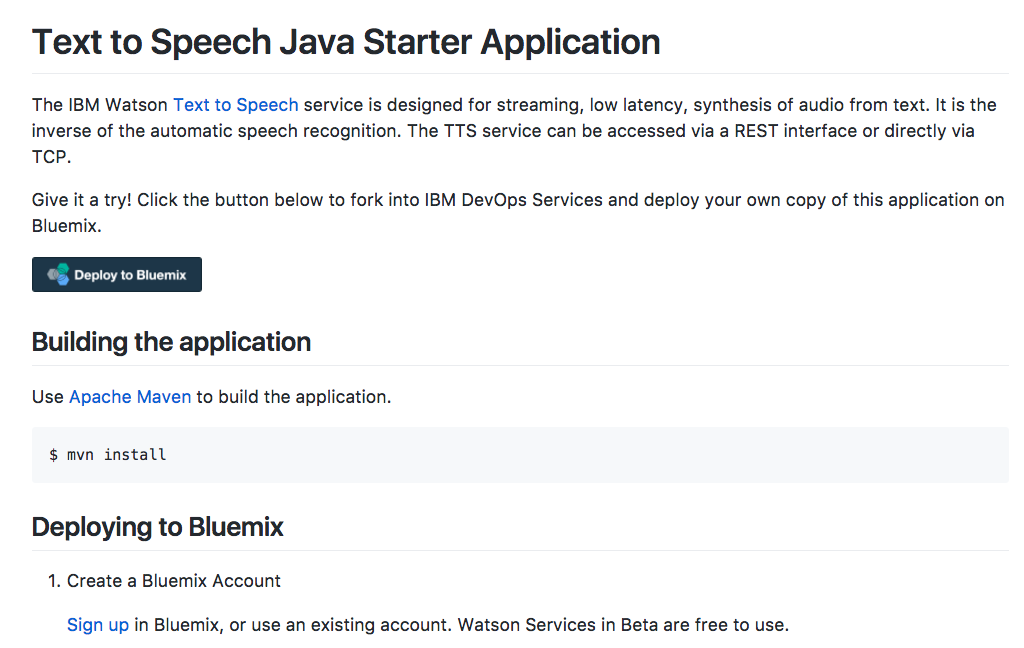 Text to Speech Java Starter Application
The IBM Watson Text to Speech service is designed for streaming, low latency, synthesis of audio from text. It is the
inverse of the automatic speech recognition. The TTS service can be accessed via a REST interface or directly via
TCP.
Give it a try! Click the button below to fork into IBM DevOps Services and deploy your own copy of this application on
Bluemix.
Deploy to Bluemix
Building the application
Use Apache Maven to build the application.
$ mvn install
Deploying to Bluemix
1. Create a Bluemix Account
Sign up in Bluemix, or use an existing account. Watson Services in Beta are free to use.